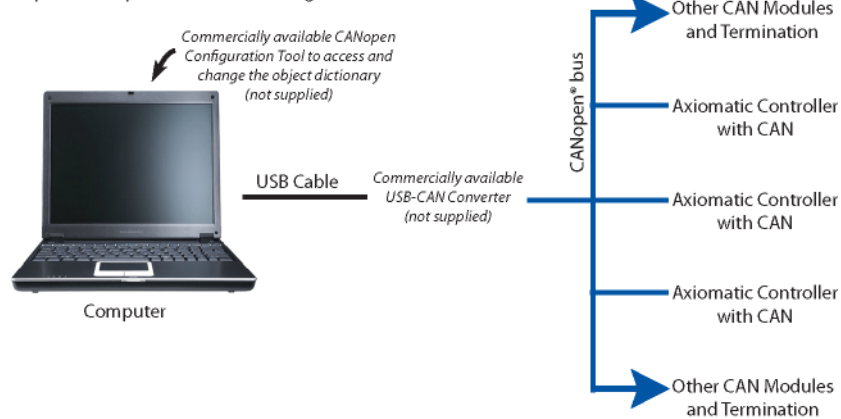 Other CAN Modules
and Termination
Commercially available CANopen
Configuration Tool to access and
change the object dictionary
(not supplied)
CANopen® bus
Axiomatic Controller
with CAN
USB Cable
Commercially available
USB-CAN Converter
(not supplied)
Axiomatic Controller
with CAN
Axiomatic Controller
with CAN
Computer
Other CAN Modules
and Termination